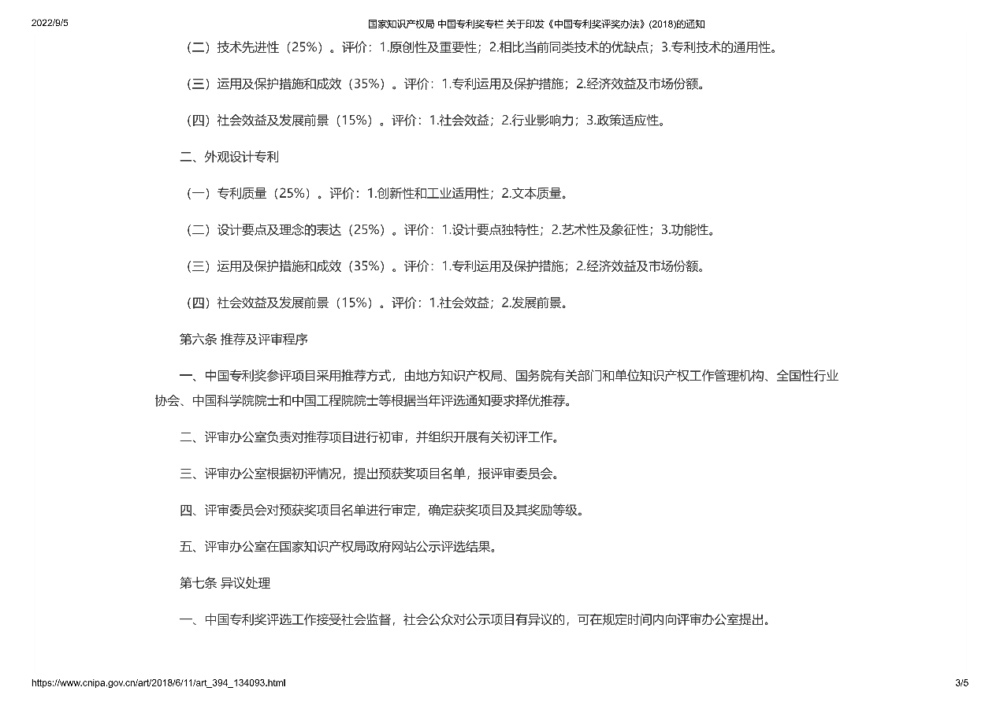 2022/9/5
国家知识产权局 中国专利奖专栏 关于印发《中国专利奖评奖办法》(2018)的通知
（二）技术先进性（25%）。评价：1.原创性及重要性；2.相比当前同类技术的优缺点；3.专利技术的通用性。
（三）运用及保护措施和成效（35%）。评价：1.专利运用及保护措施；2.经济效益及市场份额。
（四）社会效益及发展前景（15%）。评价：1.社会效益；2.行业影响力；3.政策适应性。
二、外观设计专利
（一）专利质量（25%）。评价：1.创新性和工业适用性；2.文本质量。
（二）设计要点及理念的表达（25%）。评价：1.设计要点独特性；2.艺术性及象征性；3.功能性。
（三）运用及保护措施和成效（35%）。评价：1.专利运用及保护措施；2.经济效益及市场份额。
（四）社会效益及发展前景（15%）。评价：1.社会效益；2.发展前景。
第六条 推荐及评审程序
一、中国专利奖参评项目采用推荐方式，由地方知识产权局、国务院有关部门和单位知识产权工作管理机构、全国性行业
协会、中国科学院院士和中国工程院院士等根据当年评选通知要求择优推荐。
二、评审办公室负责对推荐项目进行初审，并组织开展有关初评工作。
三、评审办公室根据初评情况，提出预获奖项目名单，报评审委员会。
四、评审委员会对预获奖项目名单进行审定，确定获奖项目及其奖励等级。
五、评审办公室在国家知识产权局政府网站公示评选结果。
第七条 异议处理
一、中国专利奖评选工作接受社会监督，社会公众对公示项目有异议的，可在规定时间内向评审办公室提出。
https://www.cnipa.gov.cn/art/2018/6/11/art_394_134093.html
3/5